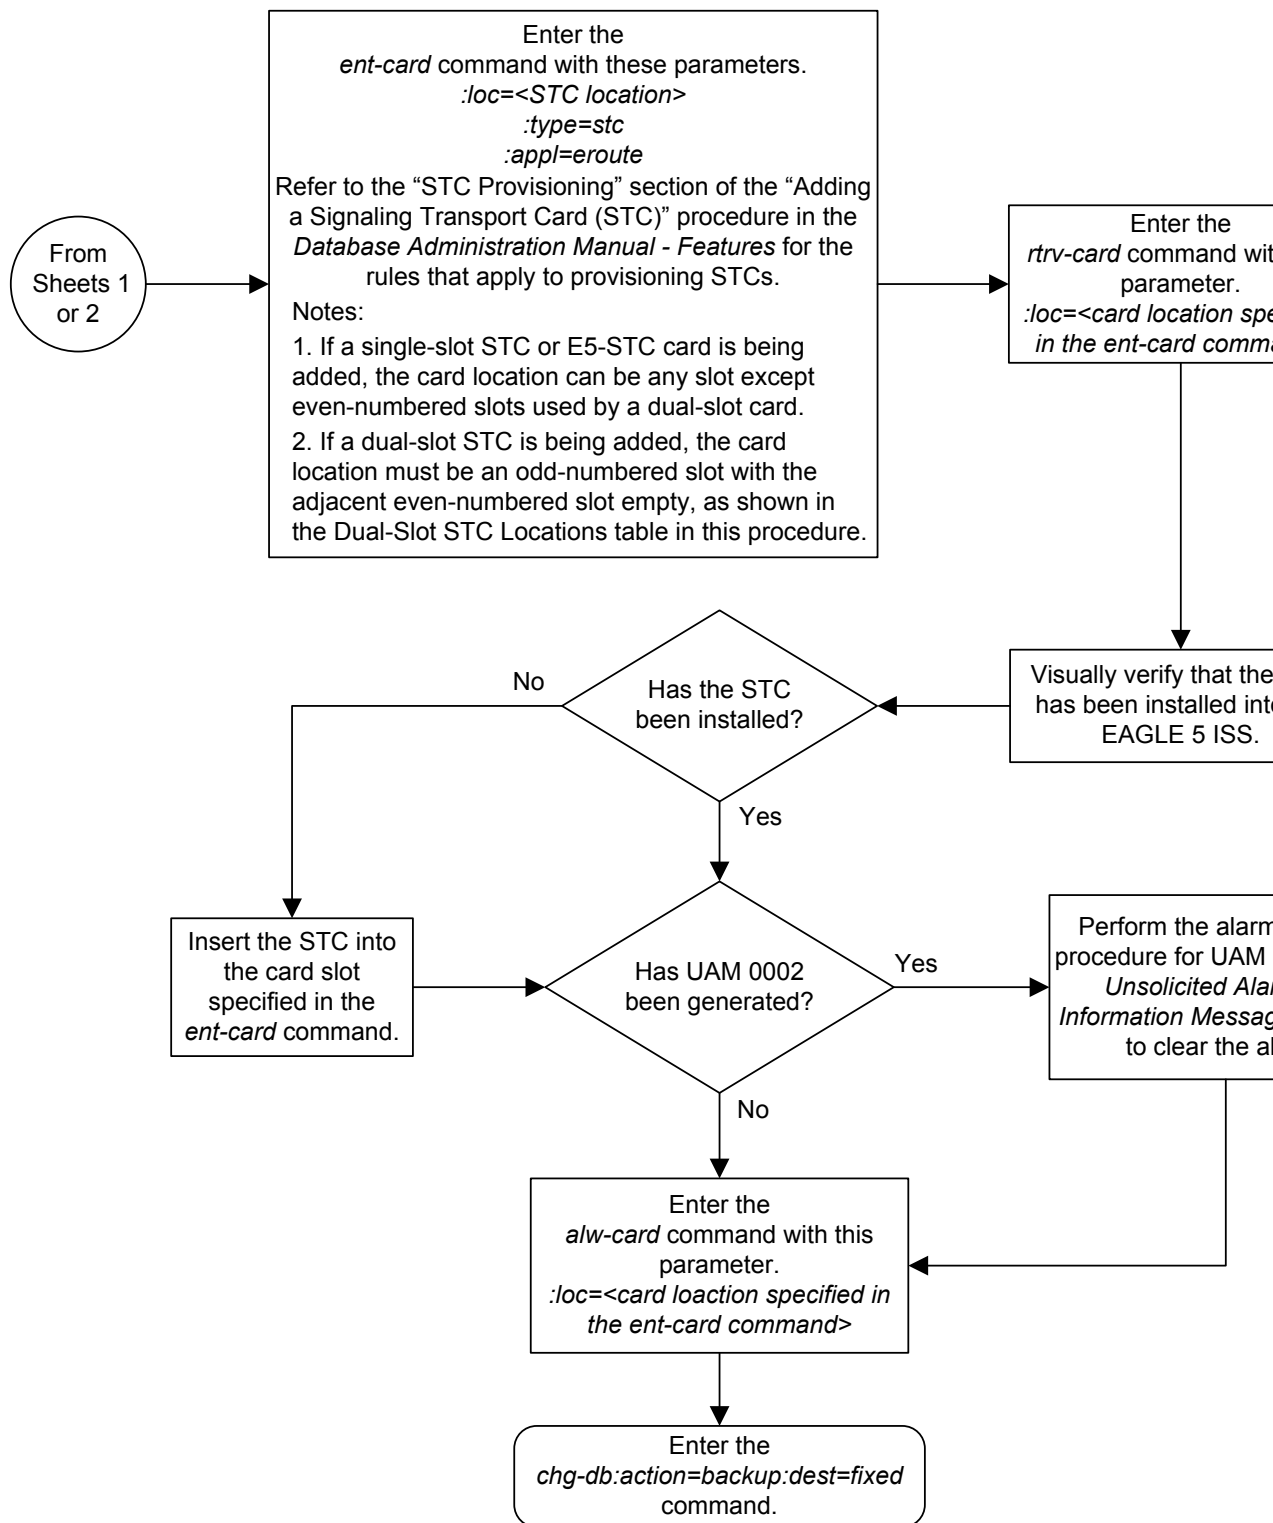 From
Sheets 1
or 2
Enter the
ent-card command with these parameters.
:loc=<STC location>
:type=stc
:appl=eroute
Refer to the “STC Provisioning” section of the “Adding
a Signaling Transport Card (STC)” procedure in the
Database Administration Manual - Features for the
rules that apply to provisioning STCs.
Notes:
1. If a single-slot STC or E5-STC card is being
added, the card location can be any slot except
even-numbered slots used by a dual-slot card.
2. If a dual-slot STC is being added, the card
location must be an odd-numbered slot with the
adjacent even-numbered slot empty, as shown in
the Dual-Slot STC Locations table in this procedure.
Enter the
rtrv-card command
parameter.
:loc=<card location
in the ent-card
Visually verify that the
has been installed
EAGLE 5 ISS.
Has the STC
been installed?
No
Yes
Insert the STC into
the card slot
specified in the
ent-card command.
Has UAM 0002
been generated?
Yes
No
Perform the alarm
procedure for UAM
Unsolicited
Information
to clear the
Enter the
alw-card command with this
parameter.
:loc=<card loaction specified in
the ent-card command>
Enter the
chg-db:action=backup:dest=fixed
command.